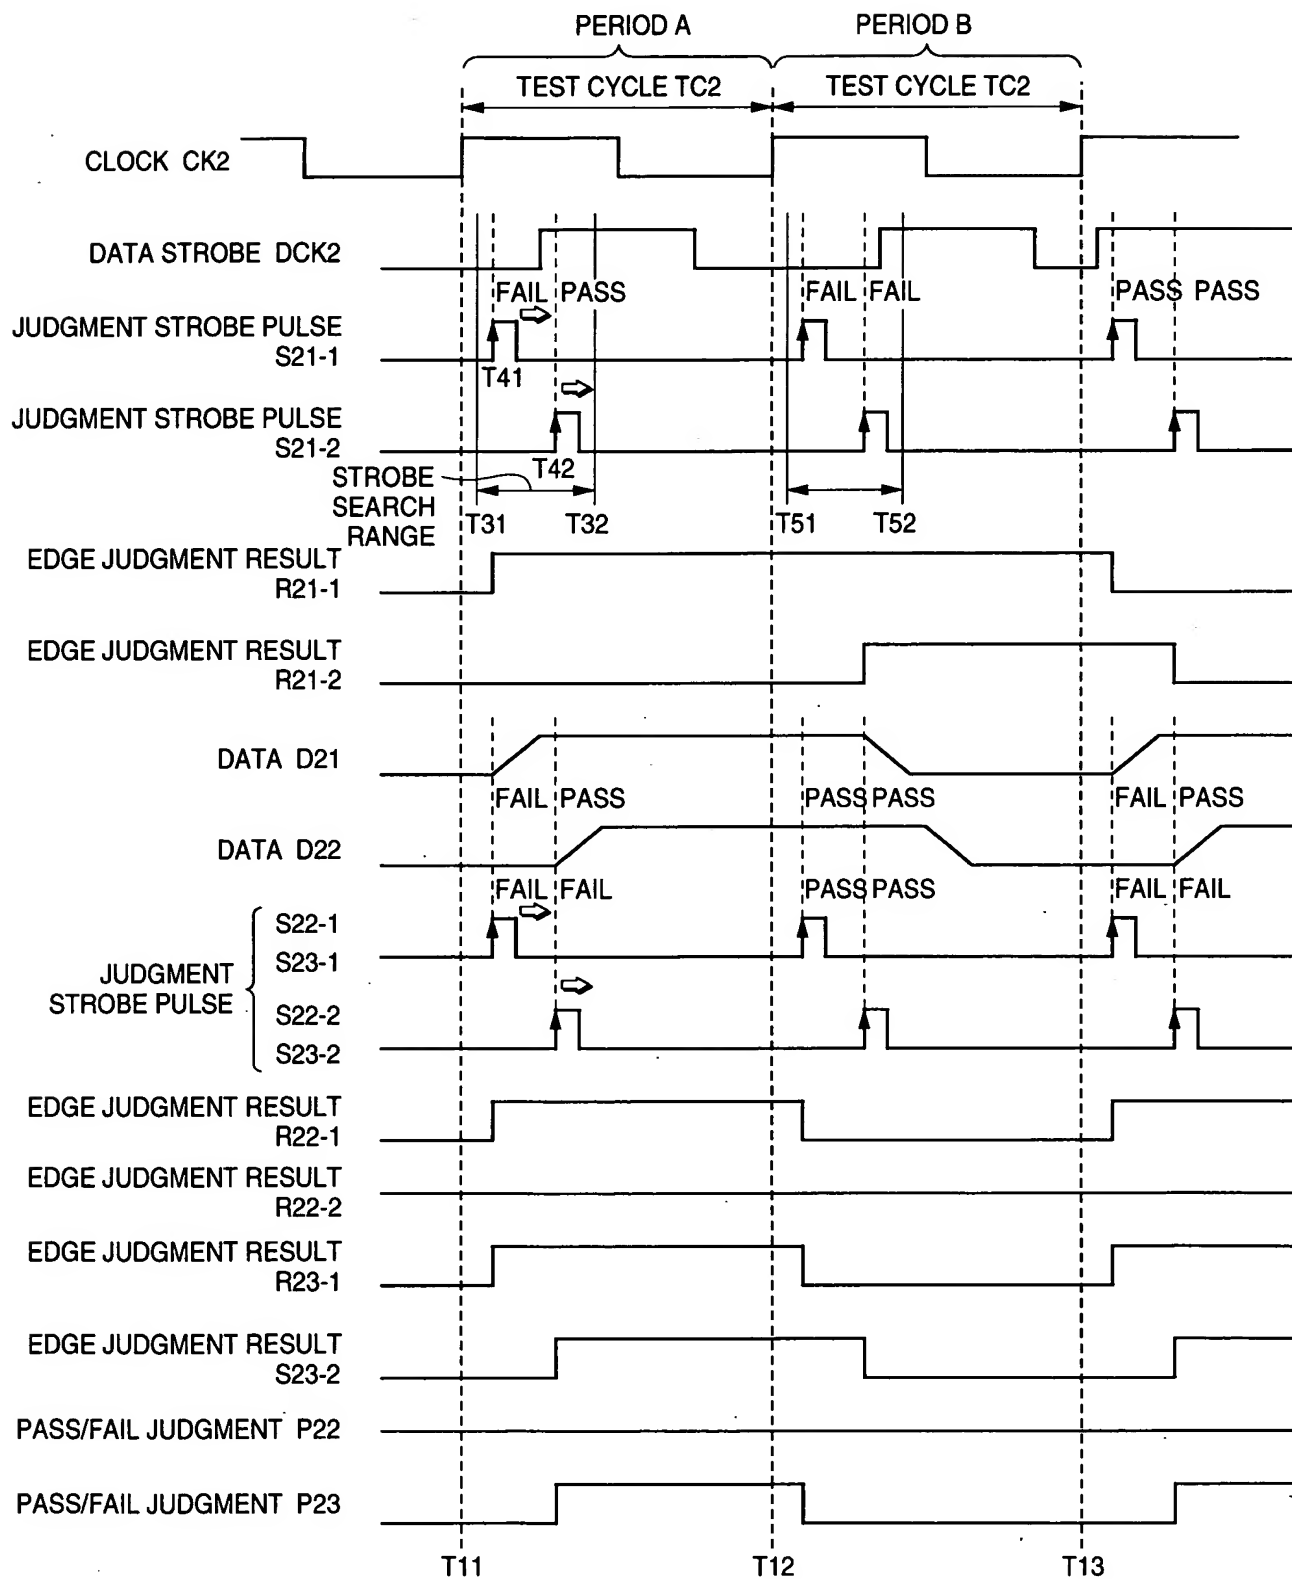 PERIOD A PERIOD B
TEST CYCLE TC2 TEST CYCLE TC2
CLOCK CK2
DATA STROBE DCK2
FAIL PASS FAIL FAIL PASS PASS
JUDGMENT STROBE PULSE
S21-1
T41
JUDGMENT STROBE PULSE
S21-2
T42
STROBE
SEARCH
RANGE
T31 T32 T51 T52
EDGE JUDGMENT RESULT
R21-1
EDGE JUDGMENT RESULT
R21-2
DATA D21
FAIL PASS PASS PASS FAIL PASS
DATA D22
FAIL FAIL PASS PASS FAIL FAIL
S22-1
S23-1
JUDGMENT
STROBE PULSE
S22-2
S23-2
EDGE JUDGMENT RESULT
R22-1
EDGE JUDGMENT RESULT
R22-2
EDGE JUDGMENT RESULT
R23-1
EDGE JUDGMENT RESULT
S23-2
PASS/FAIL JUDGMENT P22
PASS/FAIL JUDGMENT P23
T11 T12 T13